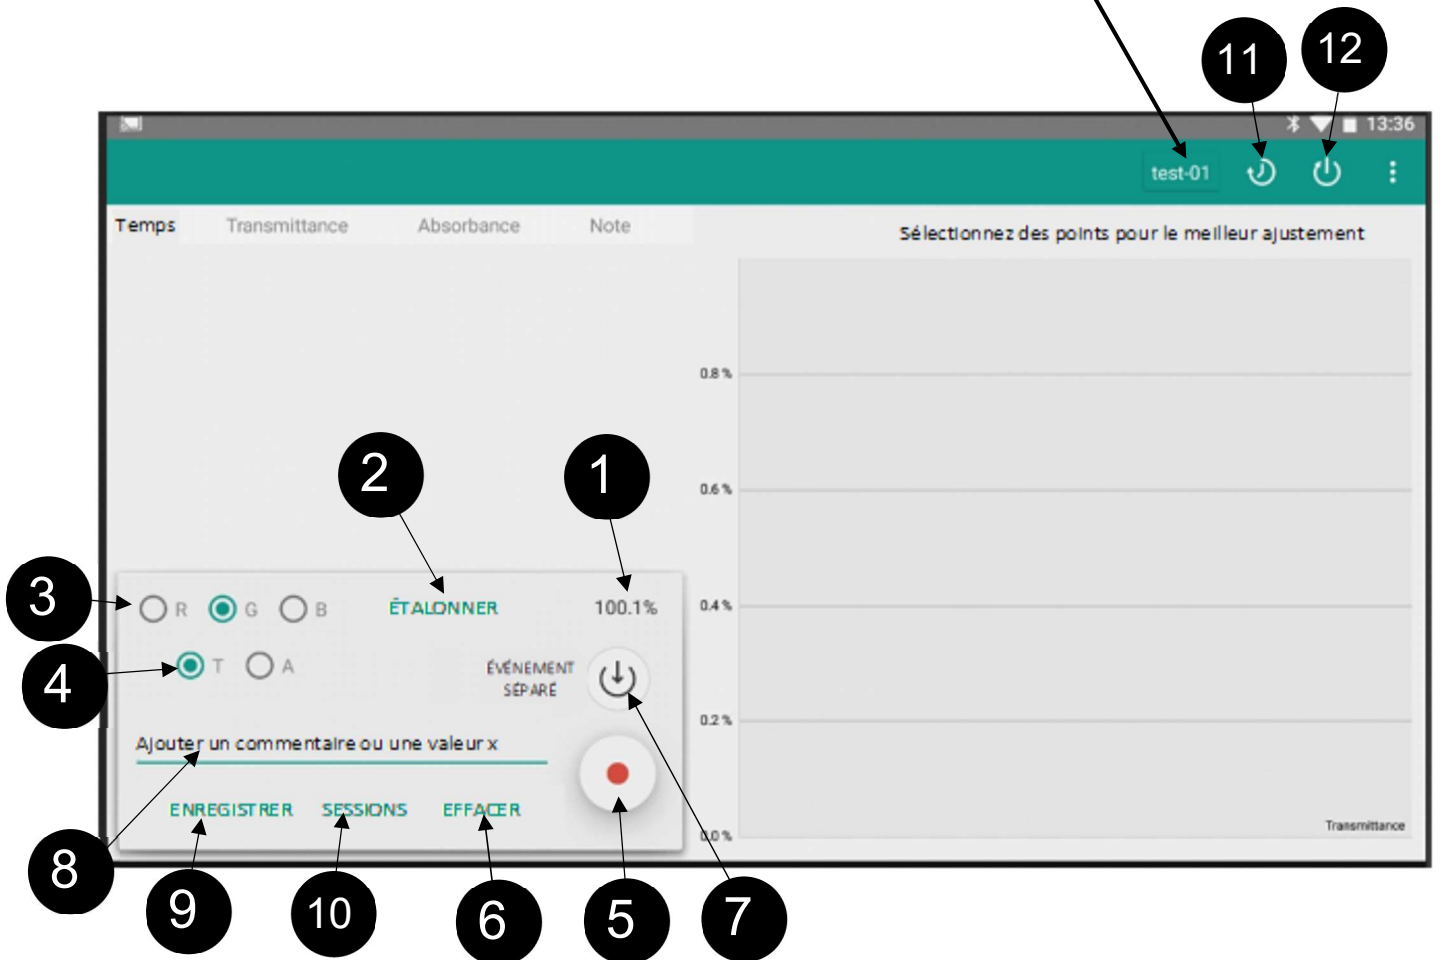 11 12
13:36
test-01
Temps Transmittance Absorbance Note
Sélectionnez des points pour le meilleur ajustement
0.8 %
2 1
0.6 %
3
R G B ÉTALONNER 100.1%
0.4 %
4
T A ÉVÉNEMENT
SÉPARÉ
0.2 %
Ajouter un commentaire ou une valeur x
ENREGISTRER SESSIONS EFFACER
Transmittance
0.0 %
8
9 10 6 5 7